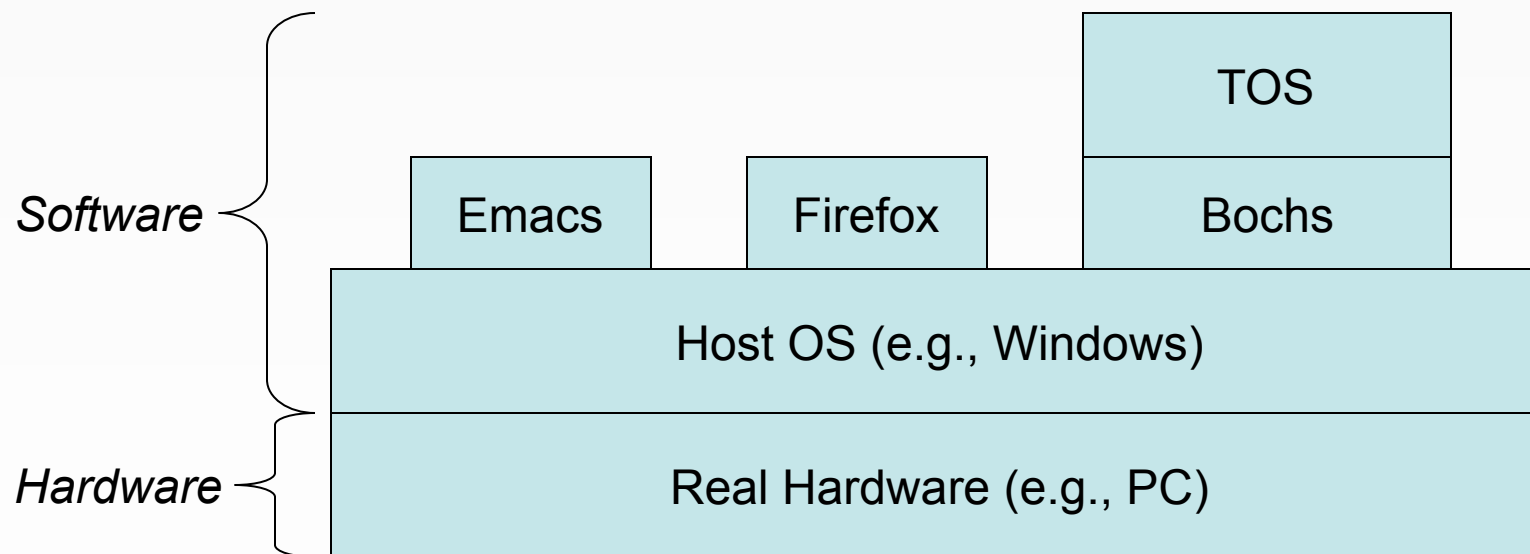 TOS
Software
Emacs
Firefox
Bochs
Host OS (e.g., Windows)
Hardware
Real Hardware (e.g., PC)